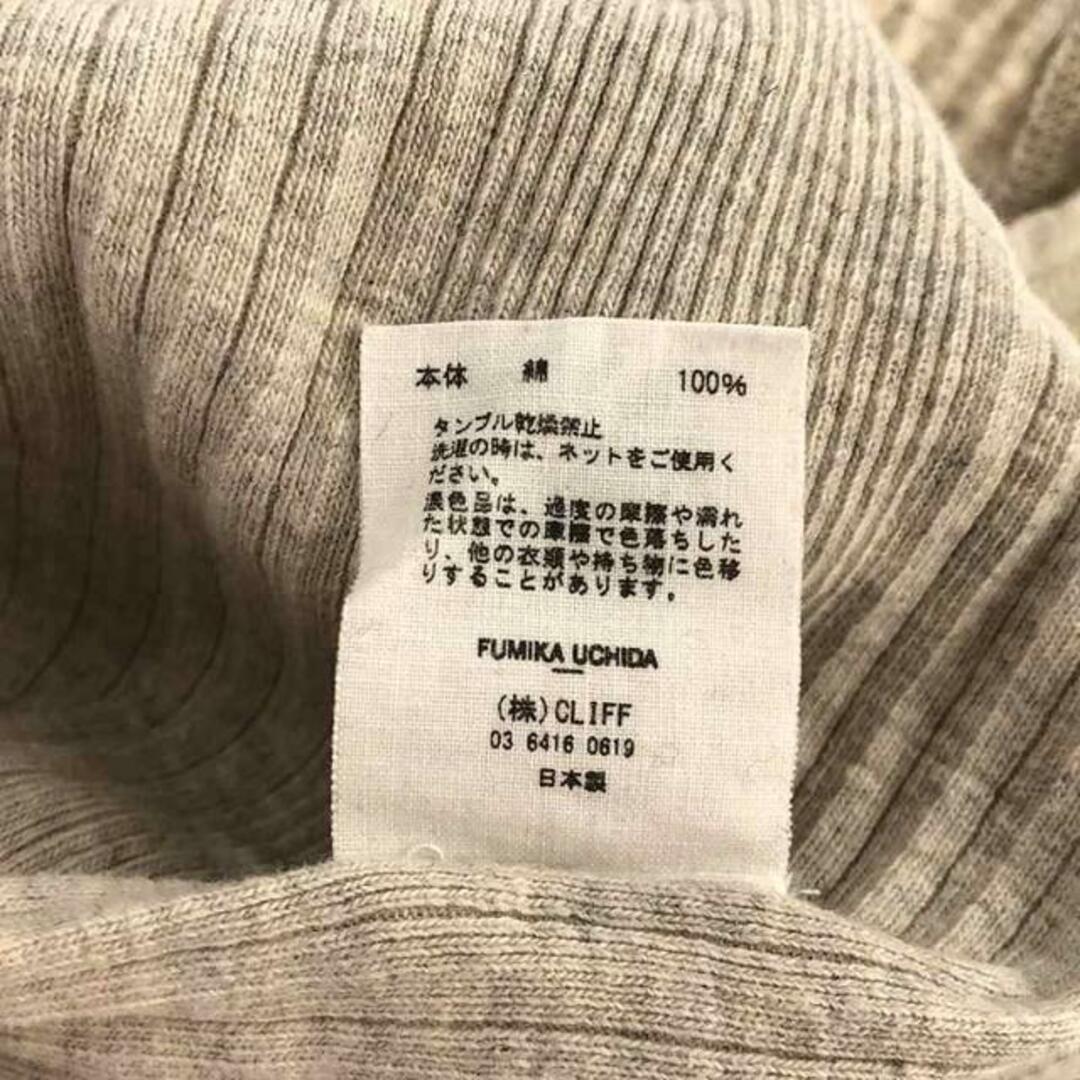 本体 綿 100%
タンブル乾燥禁止
洗濯の時は、ネットをご使用く
ださい。
濃色品は、過度の摩擦や濡れ
た状態での摩擦で色落ちした
り、他の衣類や持ち物に色移
りすることがあります。
FUMIKA_UCHIDA
(株)CLIFF
03 6416 0619
日本製